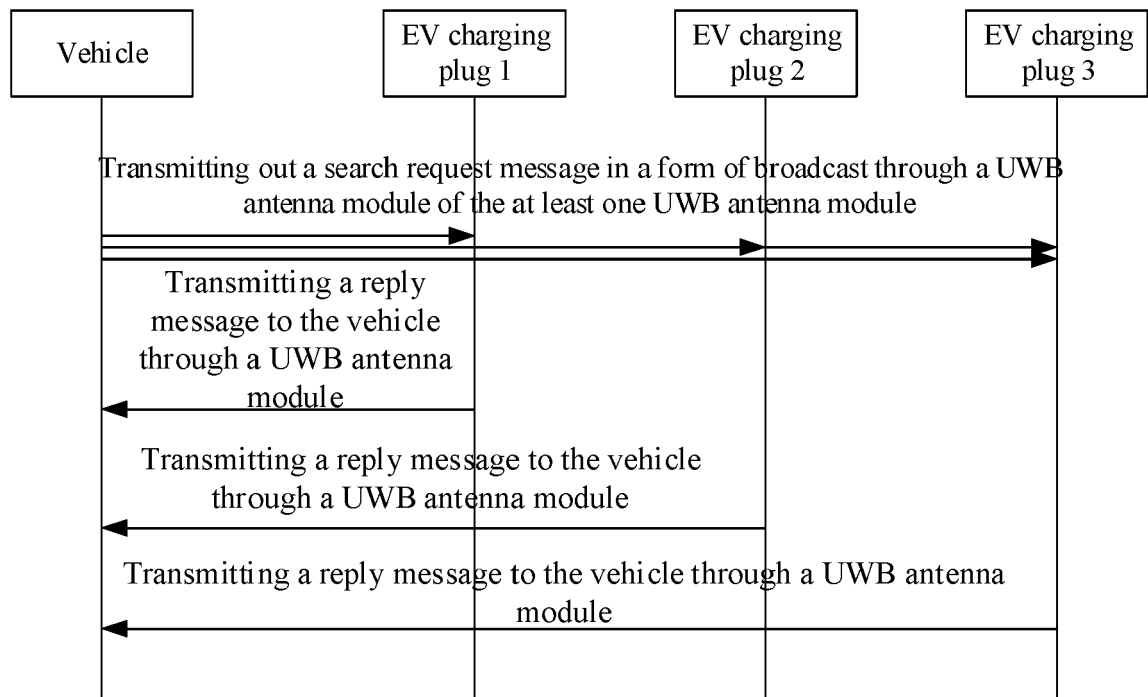 Vehicle
EV charging
plug 1
EV charging
plug 2
EV charging
plug 3
Transmitting out a search request message in a form of broadcast through a UWB
antenna module of the at least one UWB antenna module
Transmitting a reply
message to the vehicle
through a UWB antenna
module
Transmitting a reply message to the vehicle
through a UWB antenna module
Transmitting a reply message to the vehicle through a UWB antenna
module